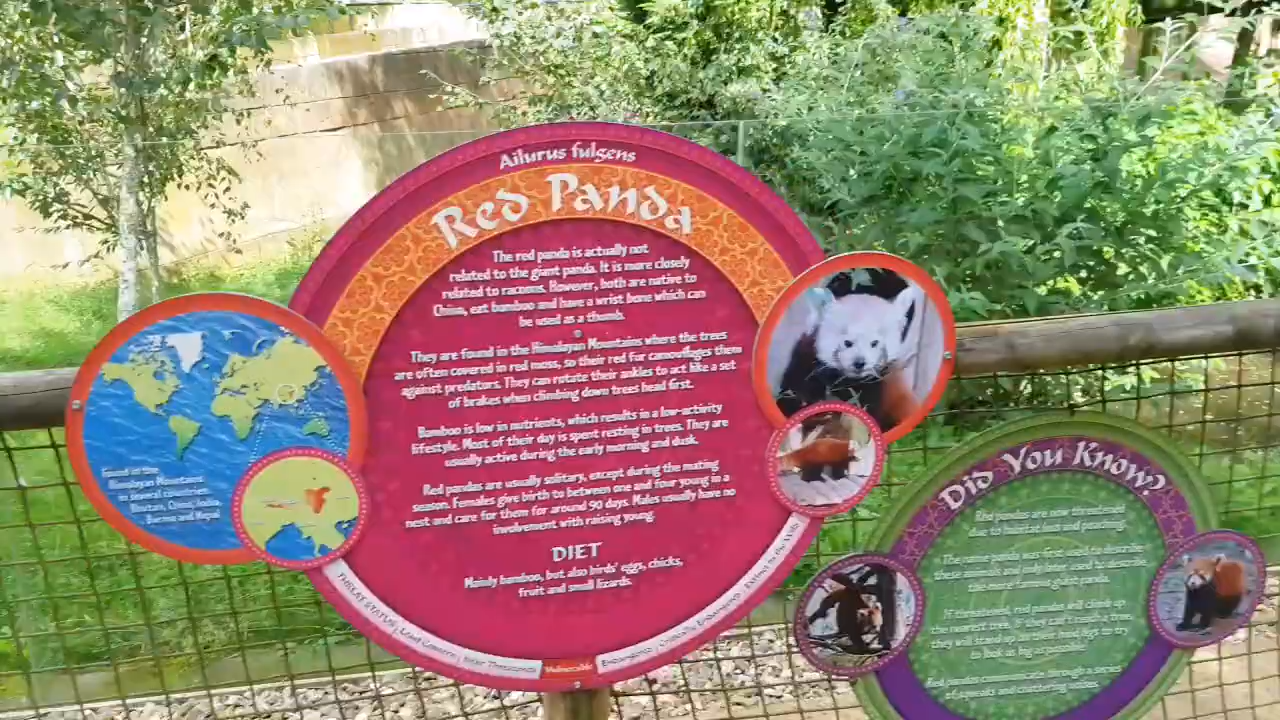 Ailurus fulgens
Red Panda
The red panda is actually not
related to the giant panda. It is more closely
related to racoons. However, both are native to
China, eat bamboo and have a wrist bone which can
be used as a thumb.
They are found in the Himalayan Mountains where the trees
are often covered in red moss, so their red fur camouflages them
against predators. They can rotate their ankles to act like a set
of brakes when climbing down trees head first.
Bamboo is low in nutrients, which results in a low-activity
lifestyle. Most of their day is spent resting in trees. They are
usually active during the early morning and dusk.
Red pandas are usually solitary, except during the mating
season. Females give birth to between one and four young in a
nest and care for them for around 90 days. Males usually have no
involvement with raising young.
DIET
Mainly bamboo, but also birds' eggs, chicks,
fruit and small lizards.
THREAT STATUS: Least Concern | Near Threatened | Vulnerable | Endangered | Critically Endangered | Extinct in the Wild
Found in the
Himalayan Mountains
in several countries:
Bhutan, China,
Burma and Nepal
Did You Know?
Red pandas are now threatened
due to habitat loss and poaching.
The name panda was first used to describe
these animals and was then used to describe
the giant panda.
If threatened, red pandas will climb up
the nearest tree. If they can't find a tree,
they will stand up on their hind legs to
to look as big as possible.
Red pandas communicate through a series
of squeaks and chattering noises.